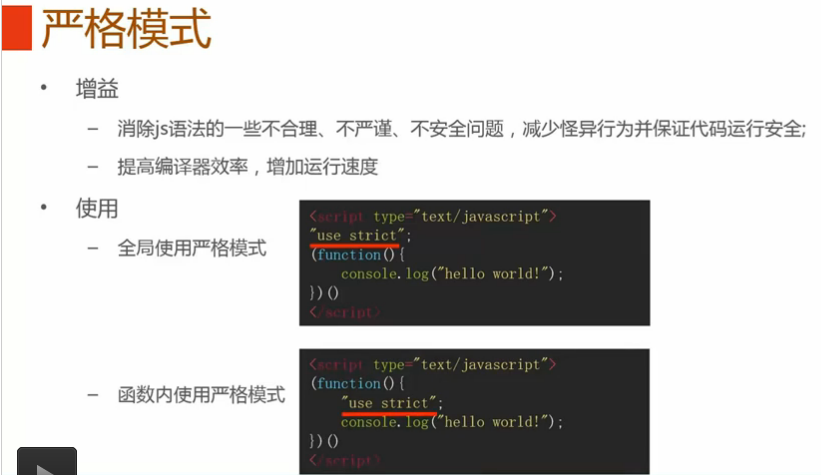 严格模式
• 增益
– 消除js语法的一些不合理、不严谨、不安全问题，减少怪异行为并保证代码运行安全;
– 提高编译器效率，增加运行速度
• 使用
– 全局使用严格模式
<script type="text/javascript">
"use strict";
(function(){
console.log("hello world!");
})()
</script>
– 函数内使用严格模式
<script type="text/javascript">
(function(){
"use strict";
console.log("hello world!");
})()
</script>